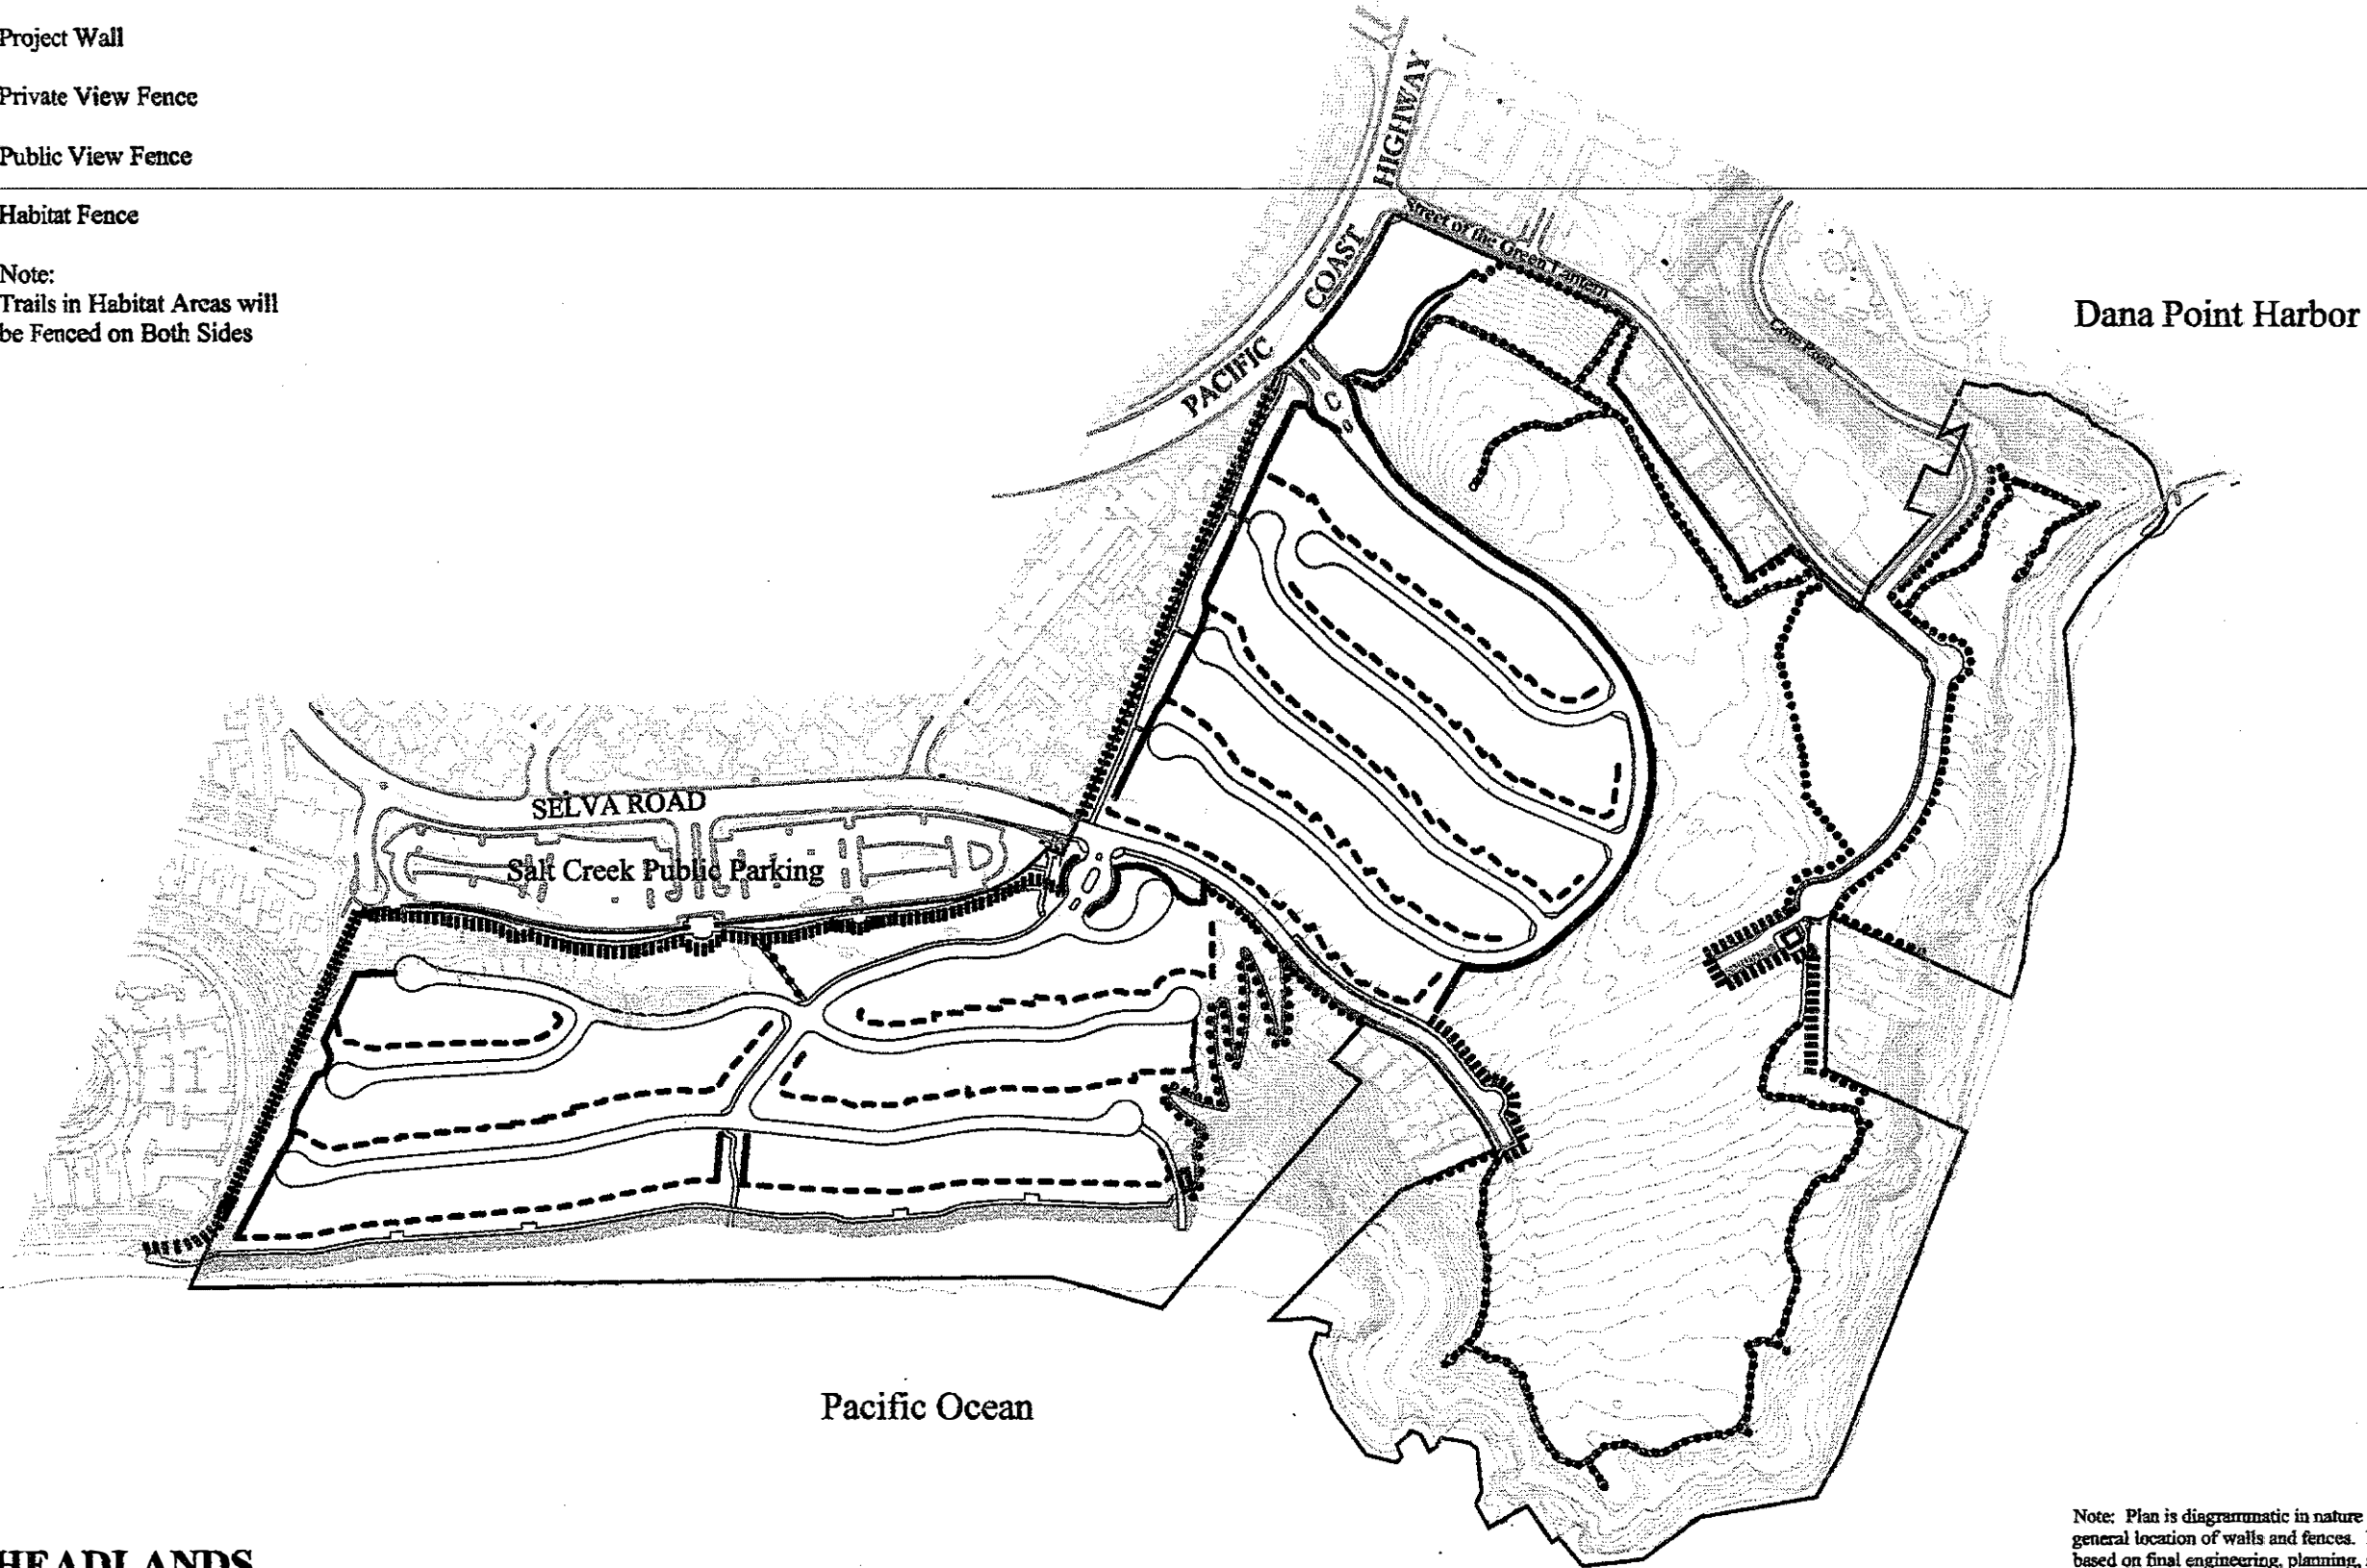 Project Wall
Private View Fence
Public View Fence
Habitat Fence
Note:
Trails in Habitat Areas will
be Fenced on Both Sides
HIGHWAY
COAST
PACIFIC
Street of the Green Lantern
Cove Road
Dana Point Harbor
SELVA ROAD
Salt Creek Public Parking
Pacific Ocean
HEADLANDS
Note: Plan is diagrammatic in nature
general location of walls and fences.
based on final engineering, planning,